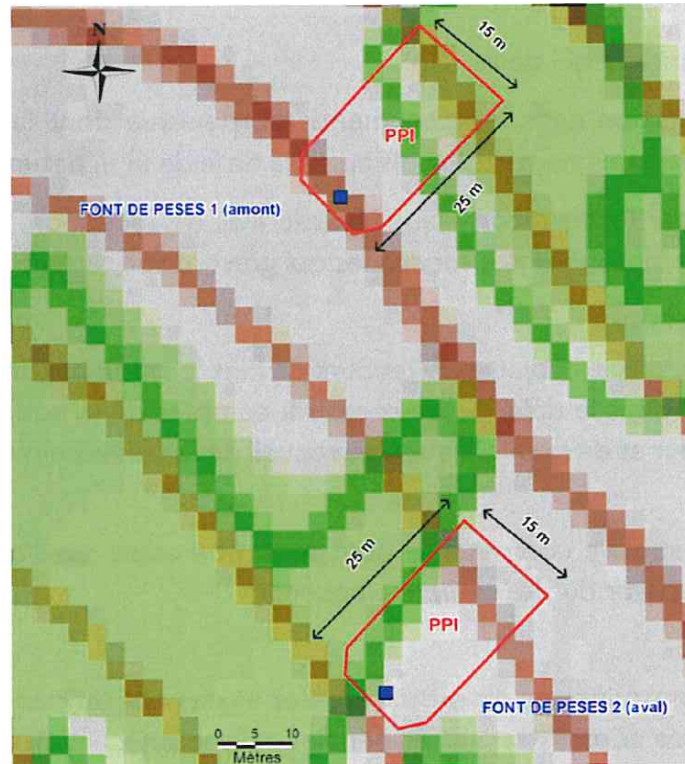 N
15 m
PPI
25 m
FONT DE PESES 1 (amont)
25 m
15 m
PPI
FONT DE PESES 2 (aval)
0 5 10
Mètres